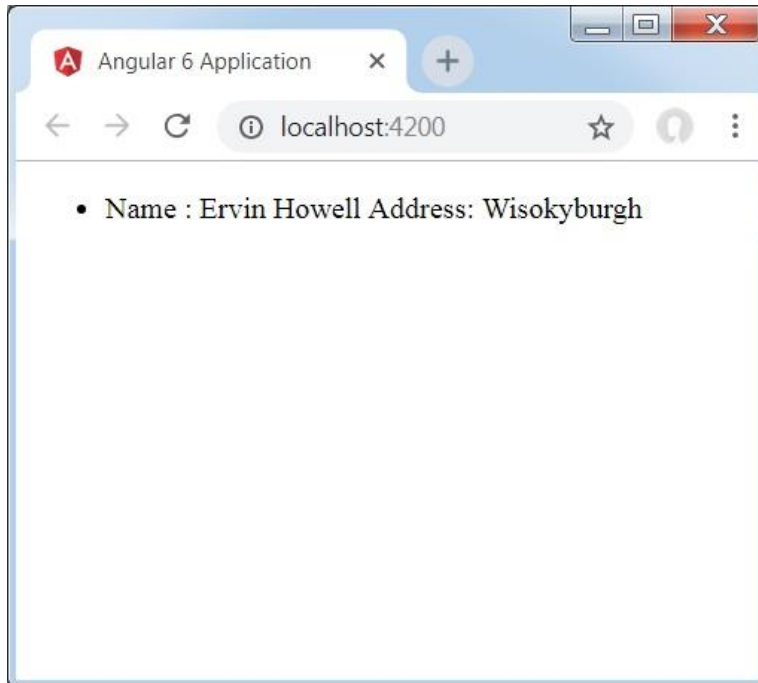 Angular 6 Application
localhost:4200
• Name : Ervin Howell Address: Wisokyburgh